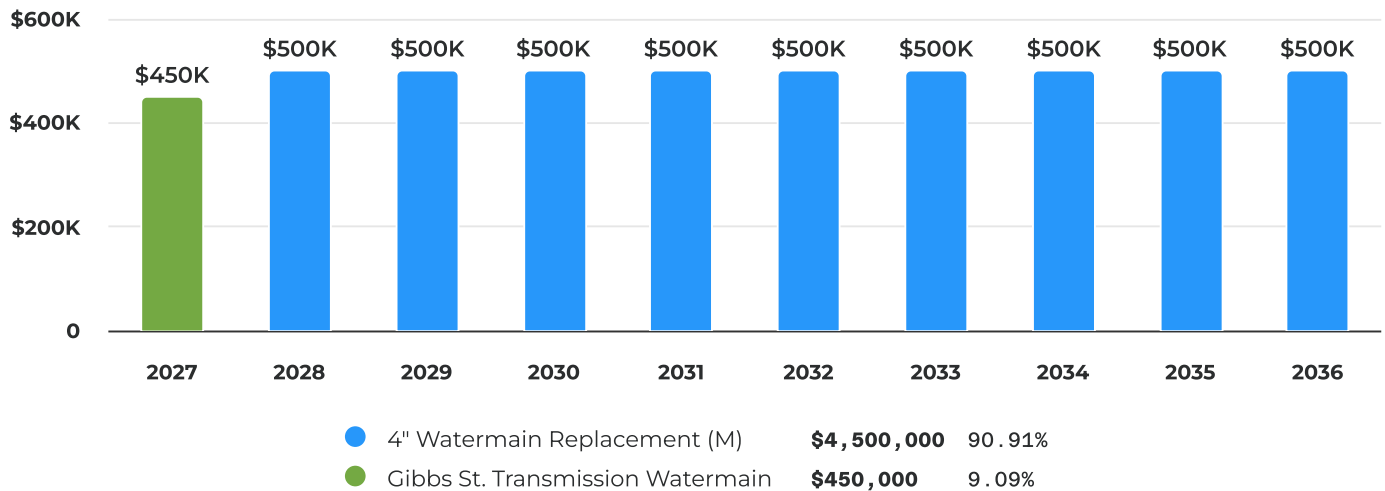 $600K
$500K $500K $500K $500K $500K $500K $500K $500K $500K
$450K
$400K
$200K
0
2027 2028 2029 2030 2031 2032 2033 2034 2035 2036
4" Watermain Replacement (M) $4,500,000 90.91%
Gibbs St. Transmission Watermain $450,000 9.09%